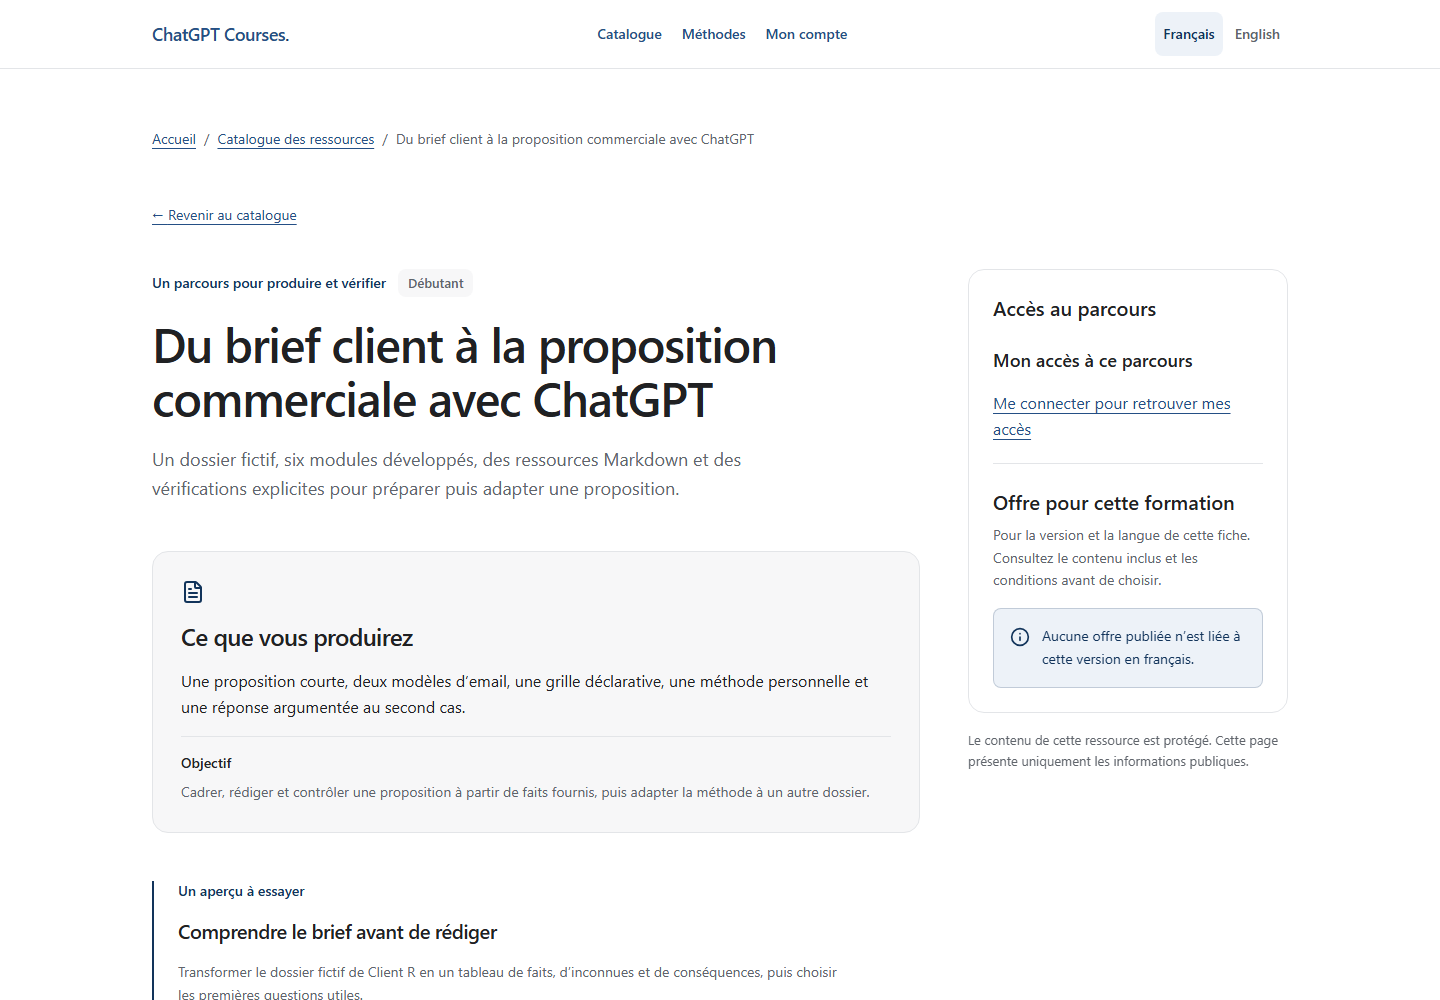 ChatGPT Courses.
Catalogue
Méthodes
Mon compte
Français
English
Accueil / Catalogue des ressources / Du brief client à la proposition commerciale avec ChatGPT
← Revenir au catalogue
Un parcours pour produire et vérifier
Débutant
Du brief client à la proposition
commerciale avec ChatGPT
Un dossier fictif, six modules développés, des ressources Markdown et des
vérifications explicites pour préparer puis adapter une proposition.
Ce que vous produirez
Une proposition courte, deux modèles d’email, une grille déclarative, une méthode personnelle et
une réponse argumentée au second cas.
Objectif
Cadrer, rédiger et contrôler une proposition à partir de faits fournis, puis adapter la méthode à un autre dossier.
Un aperçu à essayer
Comprendre le brief avant de rédiger
Transformer le dossier fictif de Client R en un tableau de faits, d’inconnues et de conséquences, puis choisir
les premières questions utiles.
Accès au parcours
Mon accès à ce parcours
Me connecter pour retrouver mes
accès
Offre pour cette formation
Pour la version et la langue de cette fiche.
Consultez le contenu inclus et les
conditions avant de choisir.
Aucune offre publiée n’est liée à
cette version en français.
Le contenu de cette ressource est protégé. Cette page
présente uniquement les informations publiques.